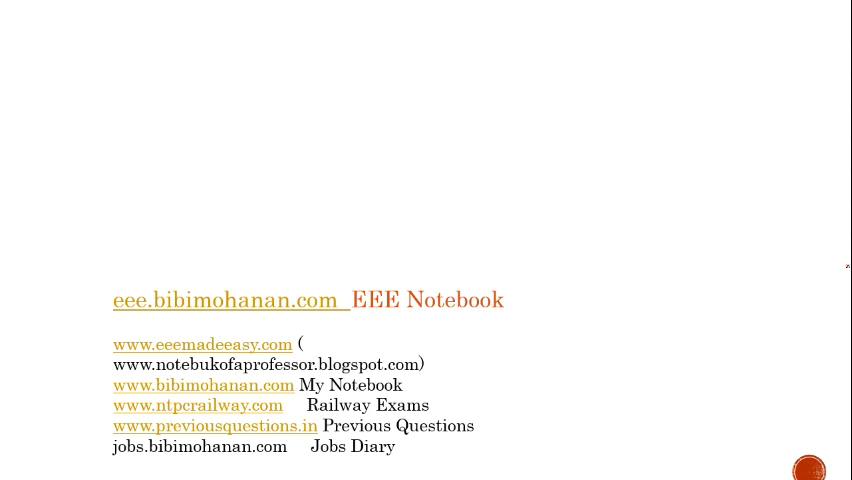 eee.bibimohanan.com EEE Notebook
www.eeemadeeasy.com (
www.notebukofaprofessor.blogspot.com)
www.bibimohanan.com My Notebook
www.ntpcrailway.com Railway Exams
www.previousquestions.in Previous Questions
jobs.bibimohanan.com Jobs Diary